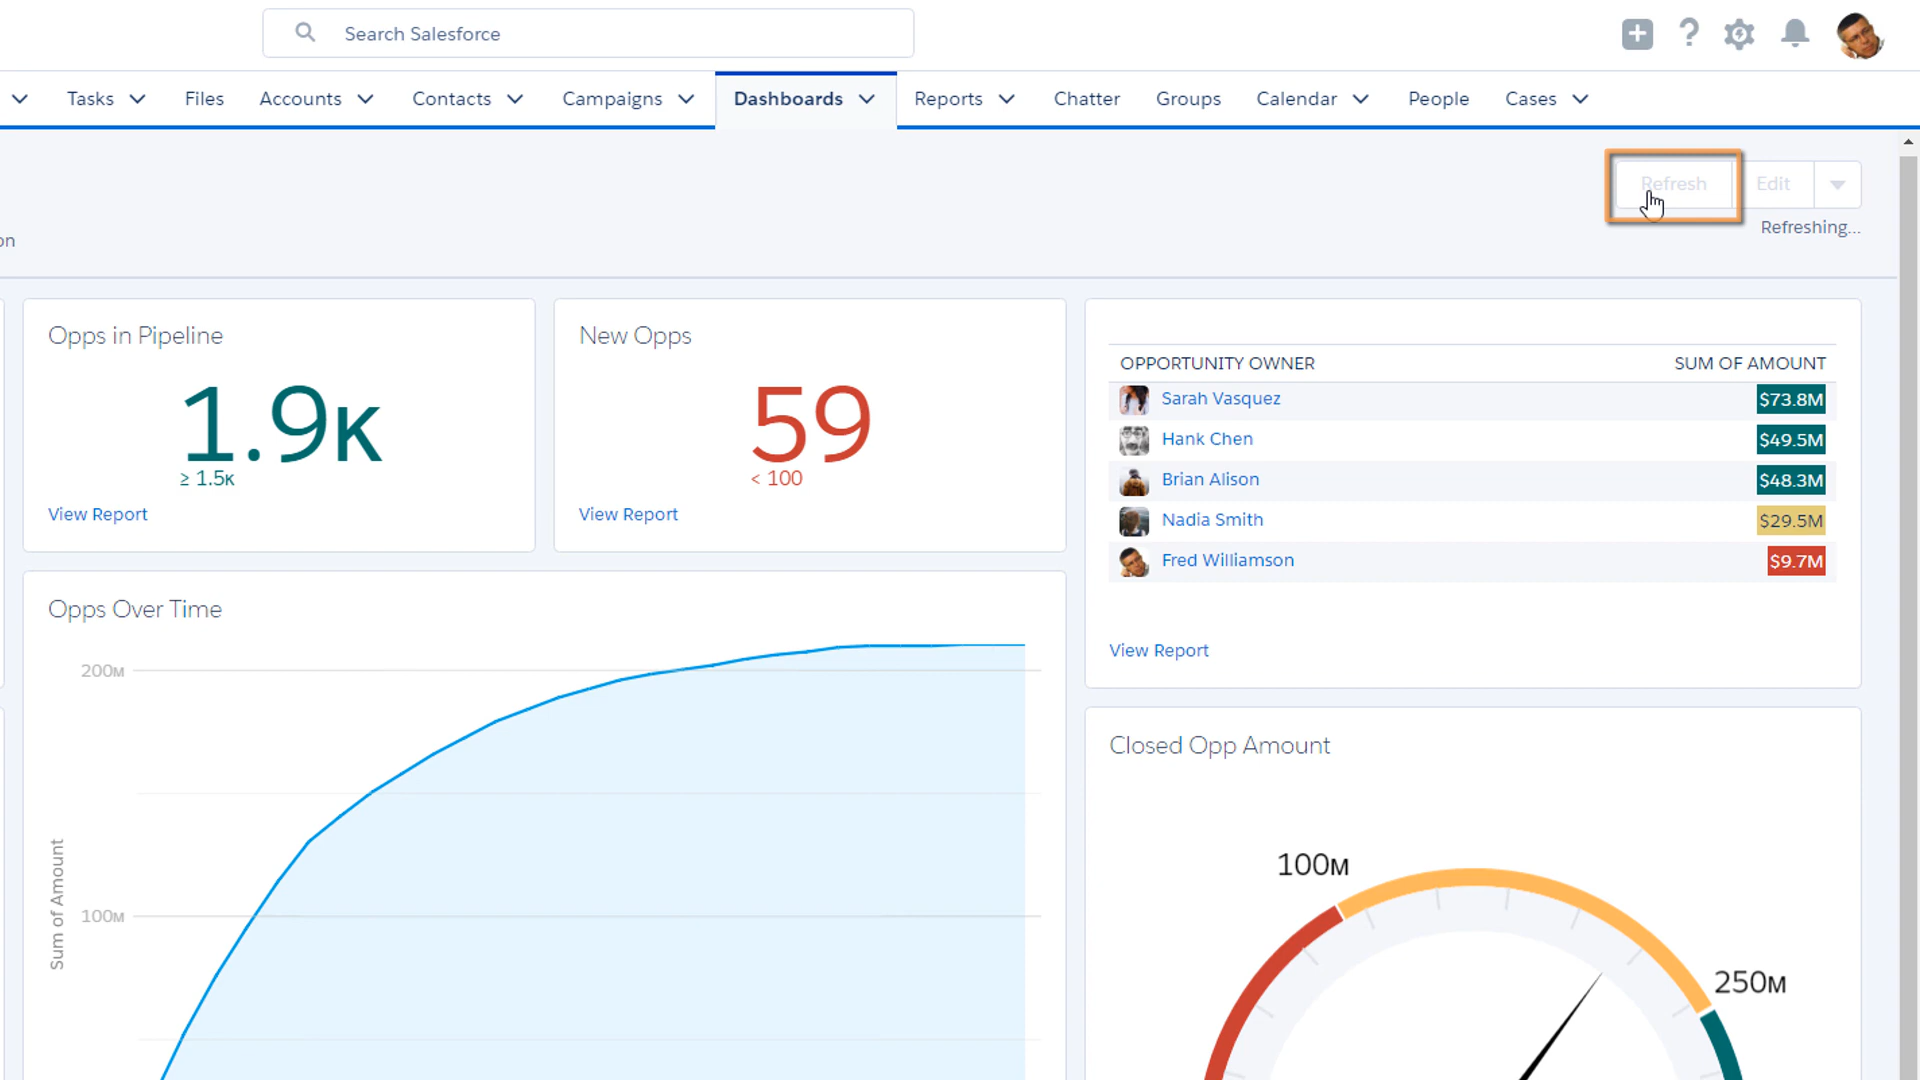 Search Salesforce
Tasks Files Accounts Contacts Campaigns Dashboards Reports Chatter Groups Calendar People Cases
Refresh Edit
Refreshing...
on
Opps in Pipeline
1.9K
≥ 1.5K
View Report
New Opps
59
< 100
View Report
OPPORTUNITY OWNER SUM OF AMOUNT
Sarah Vasquez $73.8M
Hank Chen $49.5M
Brian Alison $48.3M
Nadia Smith $29.5M
Fred Williamson $9.7M
View Report
Opps Over Time
200M
100M
Sum of Amount
Closed Opp Amount
100M
250M